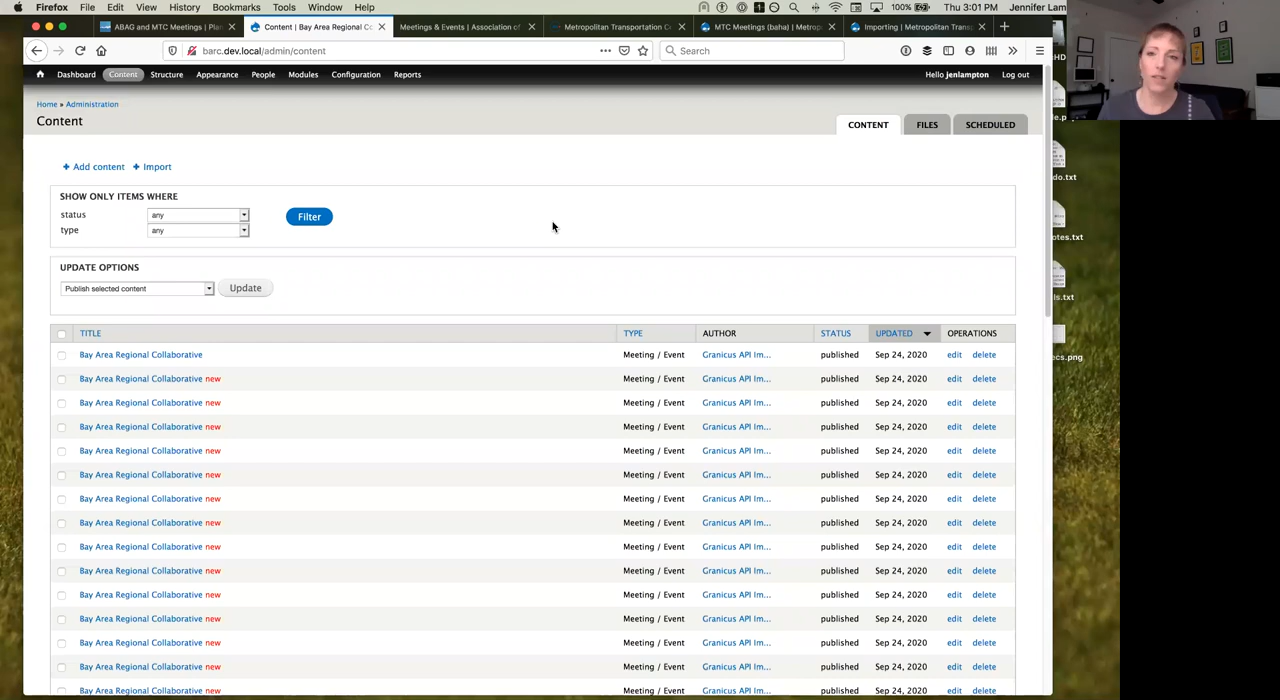 Firefox File Edit View History Bookmarks Tools Window Help 100% Thu 3:01 PM Jennifer Lam
ABAG and MTC Meetings | Plan Content | Bay Area Regional Co Meetings & Events | Association of Metropolitan Transportation C MTC Meetings (baha) | Metrop Importing | Metropolitan Trans
barc.dev.local/admin/content Search
Dashboard Content Structure Appearance People Modules Configuration Reports Hello jenlampton Log out
Home » Administration
Content
CONTENT FILES SCHEDULED
+ Add content + Import
SHOW ONLY ITEMS WHERE
status any
type any
Filter
UPDATE OPTIONS
Publish selected content Update
TITLE TYPE AUTHOR STATUS UPDATED OPERATIONS
Bay Area Regional Collaborative Meeting / Event Granicus API Im... published Sep 24, 2020 edit delete
Bay Area Regional Collaborative new Meeting / Event Granicus API Im... published Sep 24, 2020 edit delete
Bay Area Regional Collaborative new Meeting / Event Granicus API Im... published Sep 24, 2020 edit delete
Bay Area Regional Collaborative new Meeting / Event Granicus API Im... published Sep 24, 2020 edit delete
Bay Area Regional Collaborative new Meeting / Event Granicus API Im... published Sep 24, 2020 edit delete
Bay Area Regional Collaborative new Meeting / Event Granicus API Im... published Sep 24, 2020 edit delete
Bay Area Regional Collaborative new Meeting / Event Granicus API Im... published Sep 24, 2020 edit delete
Bay Area Regional Collaborative new Meeting / Event Granicus API Im... published Sep 24, 2020 edit delete
Bay Area Regional Collaborative new Meeting / Event Granicus API Im... published Sep 24, 2020 edit delete
Bay Area Regional Collaborative new Meeting / Event Granicus API Im... published Sep 24, 2020 edit delete
Bay Area Regional Collaborative new Meeting / Event Granicus API Im... published Sep 24, 2020 edit delete
Bay Area Regional Collaborative new Meeting / Event Granicus API Im... published Sep 24, 2020 edit delete
Bay Area Regional Collaborative new Meeting / Event Granicus API Im... published Sep 24, 2020 edit delete
Bay Area Regional Collaborative new Meeting / Event Granicus API Im... published Sep 24, 2020 edit delete
Bay Area Regional Collaborative new Meeting / Event Granicus API Im... published Sep 24, 2020 edit delete
HD
le.p
do.txt
otes.txt
ls.txt
ecs.png